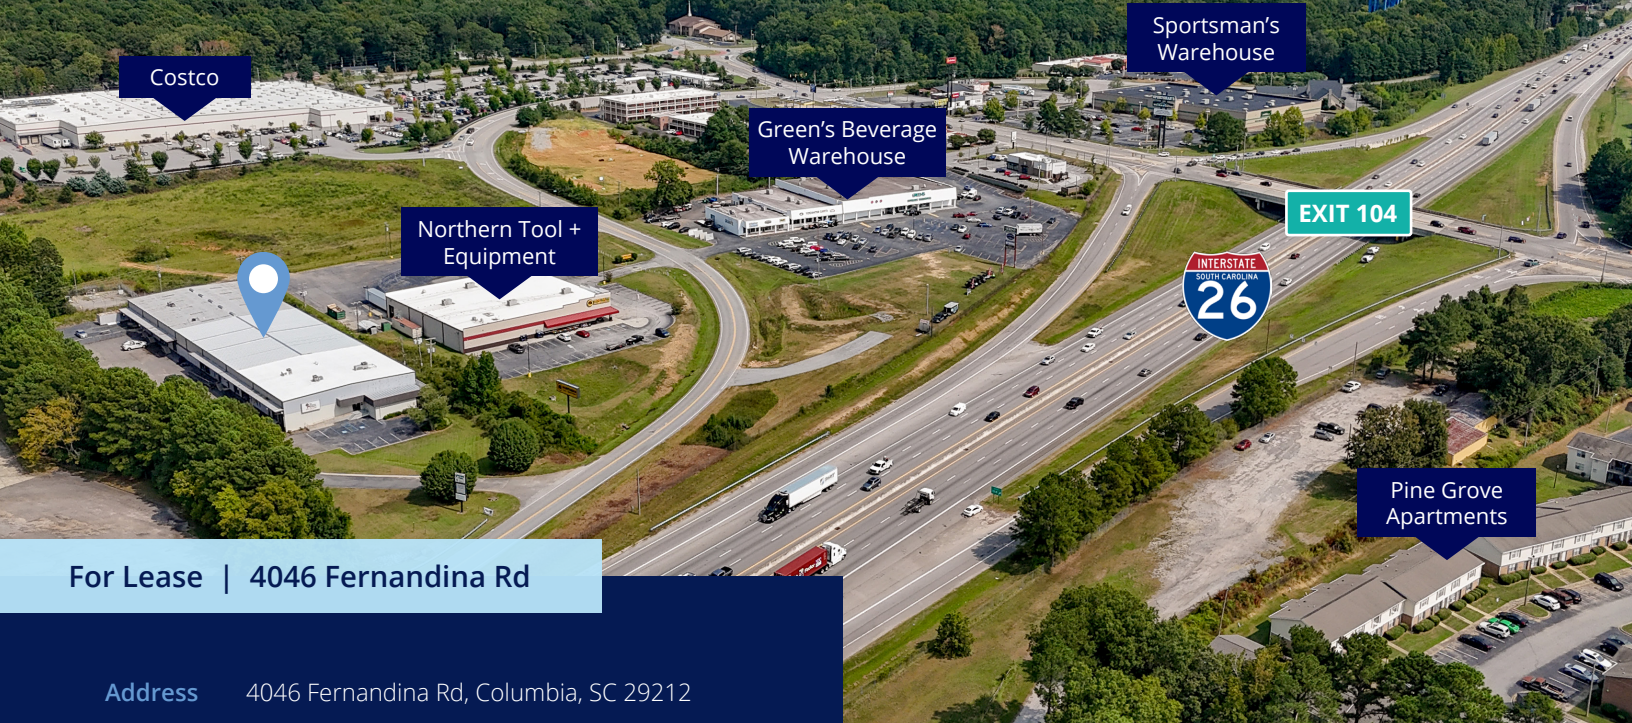 Costco
Sportsman’s
Warehouse
Green’s Beverage
Warehouse
Northern Tool +
Equipment
EXIT 104
INTERSTATE
SOUTH CAROLINA
26
Pine Grove
Apartments
For Lease | 4046 Fernandina Rd
Address 4046 Fernandina Rd, Columbia, SC 29212